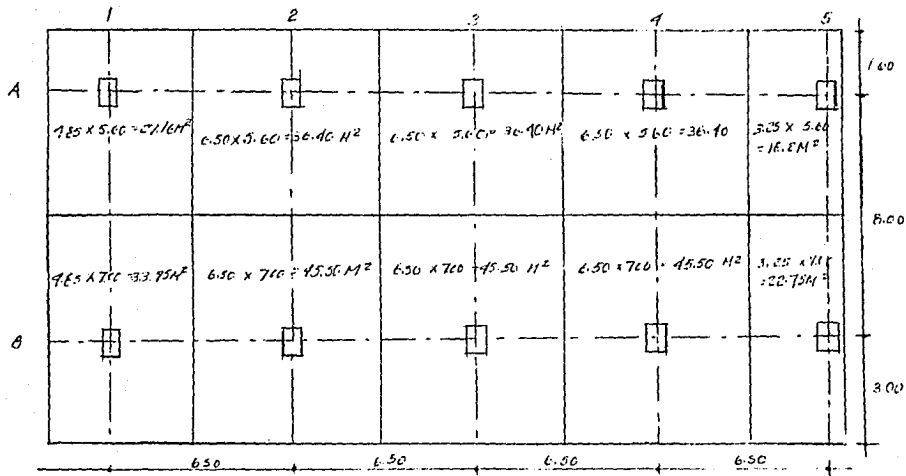 1 2 3 4 5
A
1.60
4.85 x 5.60 = 27.16M²
6.50 x 5.60 = 36.40 M²
6.50 x 5.60 = 36.40 M²
6.50 x 5.60 = 36.40
3.25 x 5.60
= 18.2M²
8.00
4.85 x 7.00 = 33.95M²
6.50 x 7.00 = 45.50 M²
6.50 x 7.00 = 45.50 M²
6.50 x 7.00 = 45.50 M²
3.25 x 7.00
= 22.75M²
B
3.00
6.50 6.50 6.50 6.50